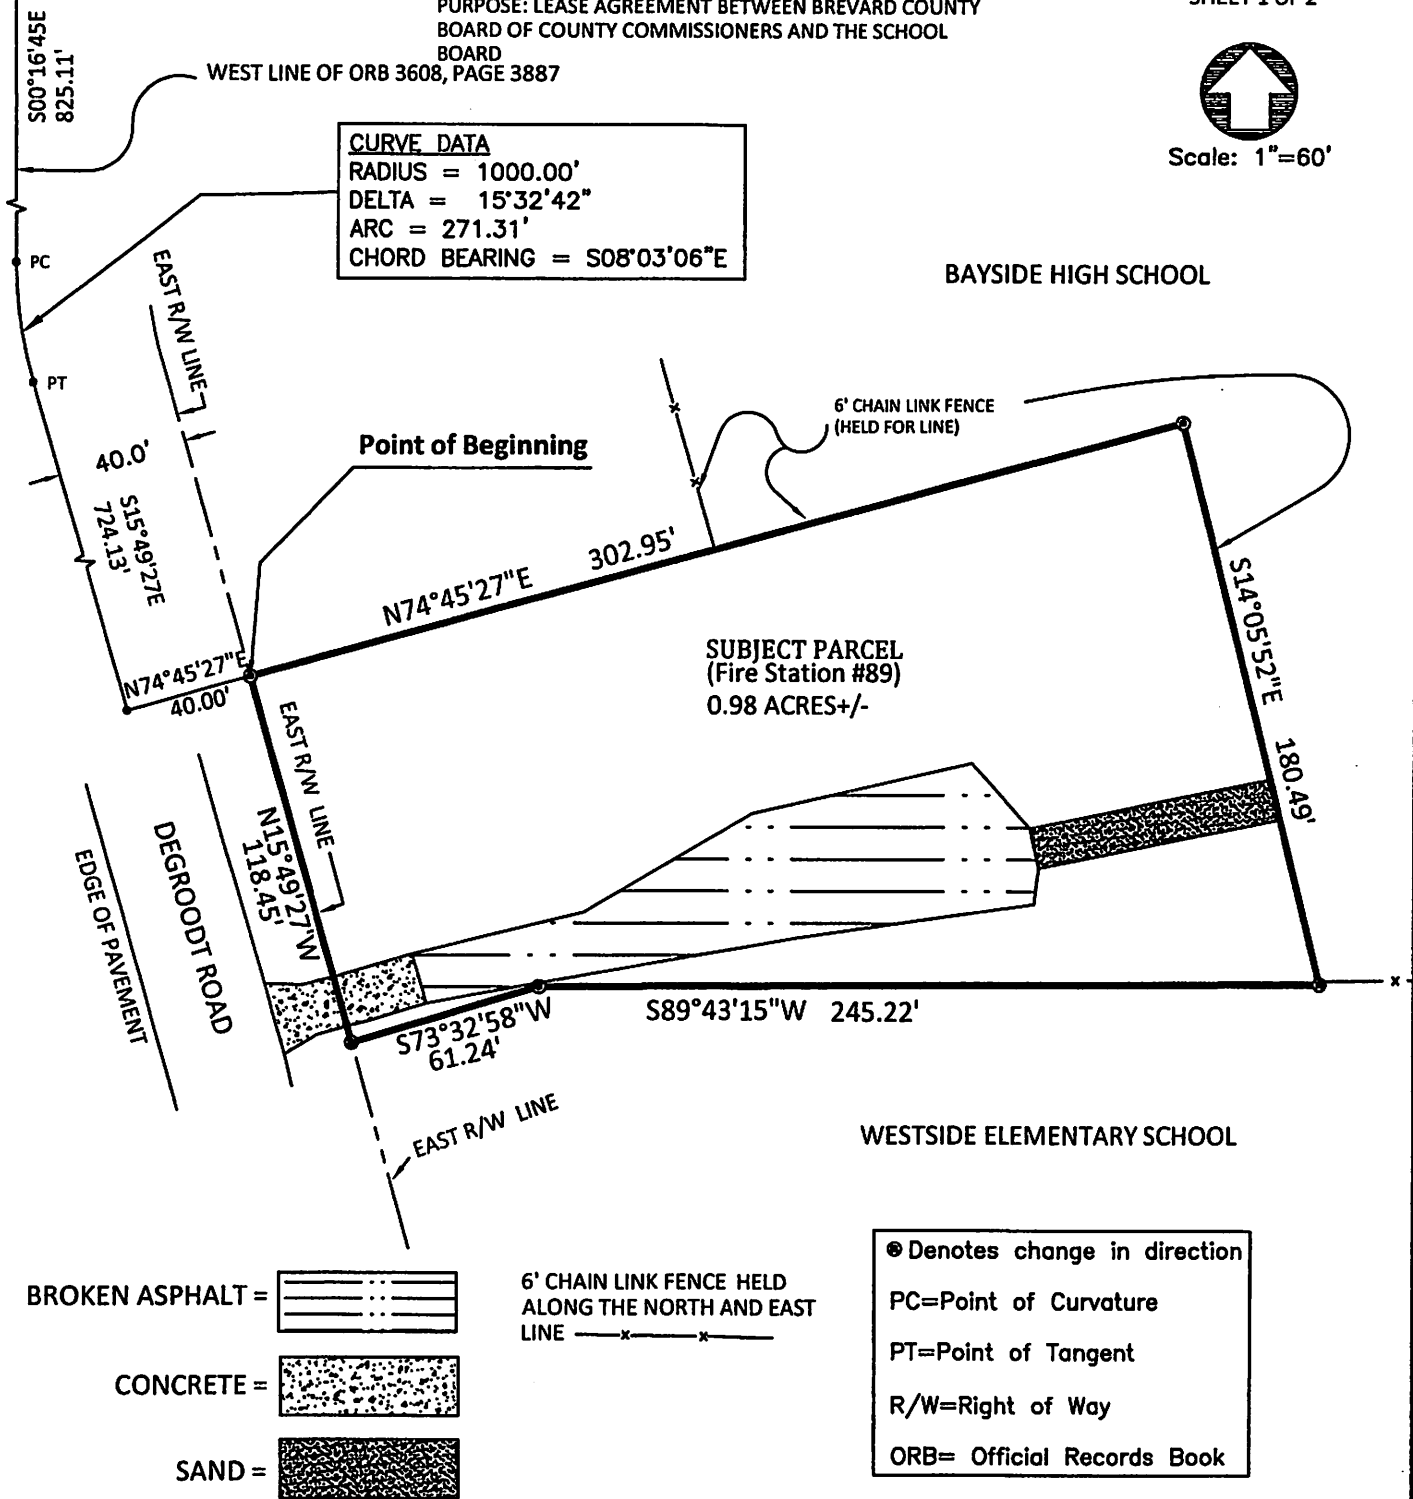 PURPOSE: LEASE AGREEMENT BETWEEN BREVARD COUNTY
BOARD OF COUNTY COMMISSIONERS AND THE SCHOOL
BOARD
SHEET 1 OF 2
S00°16'45E
825.11'
WEST LINE OF ORB 3608, PAGE 3887
Scale: 1"=60'
CURVE DATA
RADIUS = 1000.00'
DELTA = 15°32'42"
ARC = 271.31'
CHORD BEARING = S08°03'06"E
PC
PT
EAST R/W LINE
BAYSIDE HIGH SCHOOL
6' CHAIN LINK FENCE
(HELD FOR LINE)
Point of Beginning
40.0'
S15°49'27E
724.13'
N74°45'27"E
302.95'
S14°05'52"E
180.49'
SUBJECT PARCEL
(Fire Station #89)
0.98 ACRES+/-
N74°45'27"E
40.00'
EAST R/W LINE
N15°49'27'W
118.45'
DEGROODT ROAD
EDGE OF PAVEMENT
S73°32'58"W
61.24'
S89°43'15"W 245.22'
EAST R/W LINE
WESTSIDE ELEMENTARY SCHOOL
BROKEN ASPHALT =
CONCRETE =
SAND =
6' CHAIN LINK FENCE HELD
ALONG THE NORTH AND EAST
LINE
Denotes change in direction
PC=Point of Curvature
PT=Point of Tangent
R/W=Right of Way
ORB= Official Records Book